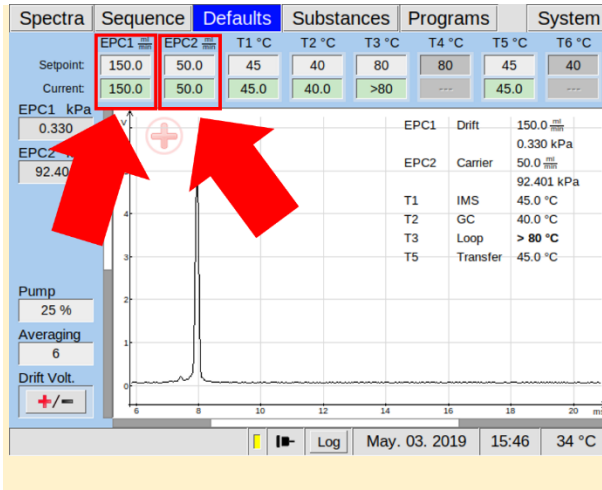 Spectra Sequence Defaults Substances Programs System
EPC1 ml/min EPC2 ml/min T1 °C T2 °C T3 °C T4 °C T5 °C T6 °C
Setpoint: 150.0 50.0 45 40 80 80 45 40
Current: 150.0 50.0 45.0 40.0 >80 --- 45.0 ---
EPC1 kPa
0.330
EPC2
92.40
V
EPC1 Drift 150.0 ml/min
0.330 kPa
EPC2 Carrier 50.0 ml/min
92.401 kPa
T1 IMS 45.0 °C
T2 GC 40.0 °C
T3 Loop > 80 °C
T5 Transfer 45.0 °C
4
3
2
1
0
Pump
25 %
Averaging
6
Drift Volt.
+/-
6 8 10 12 14 16 18 20 ms
Log May. 03. 2019 15:46 34 °C